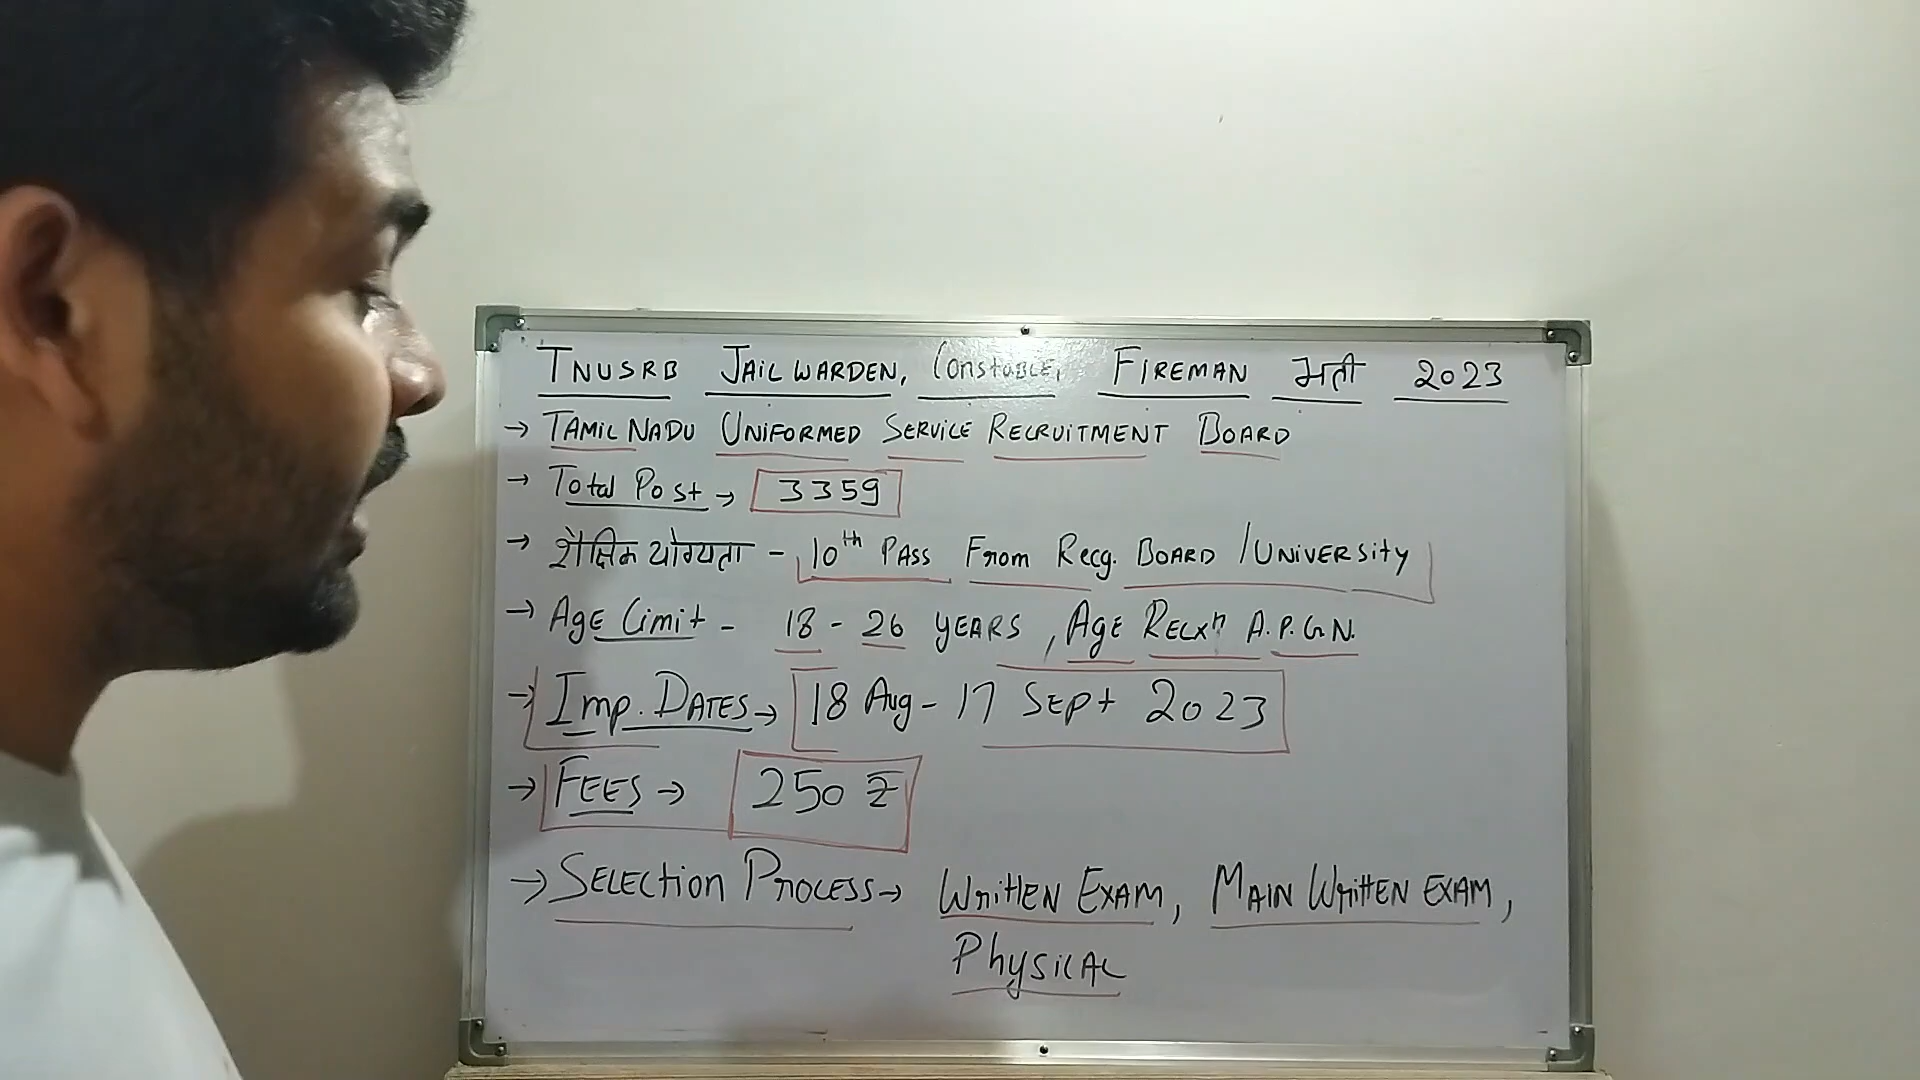 TNUSRB JAIL WARDEN, CONSTABLE, FIREMAN भर्ती 2023
→ TAMIL NADU UNIFORMED SERVICE RECRUITMENT BOARD
→ Total Post → 3359
→ शैक्षिक योग्यता - 10th PASS From Recg. BOARD / UNIVERSITY
→ Age Limit - 18 - 26 YEARS, AGE RELXn A.P.G.N.
→ Imp. DATES → 18 Aug - 17 SEPt 2023
→ FEES → 250 ₹
→ SELECTION PROCESS → WRITTEN EXAM, MAIN WRITTEN EXAM,
PHYSICAL